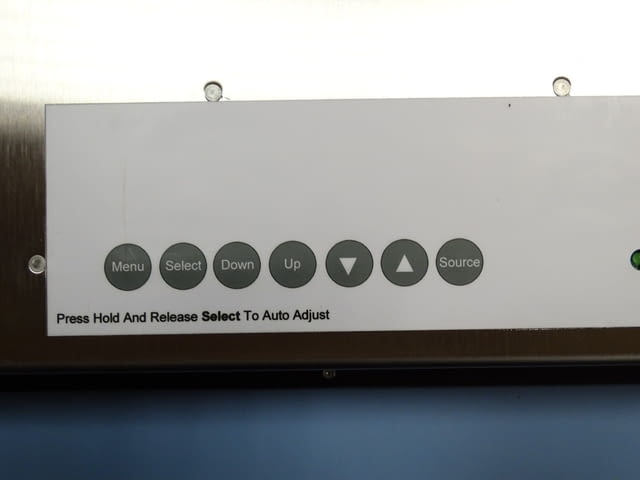 Menu Select Down Up ▼ ▲ Source
Press Hold And Release Select To Auto Adjust